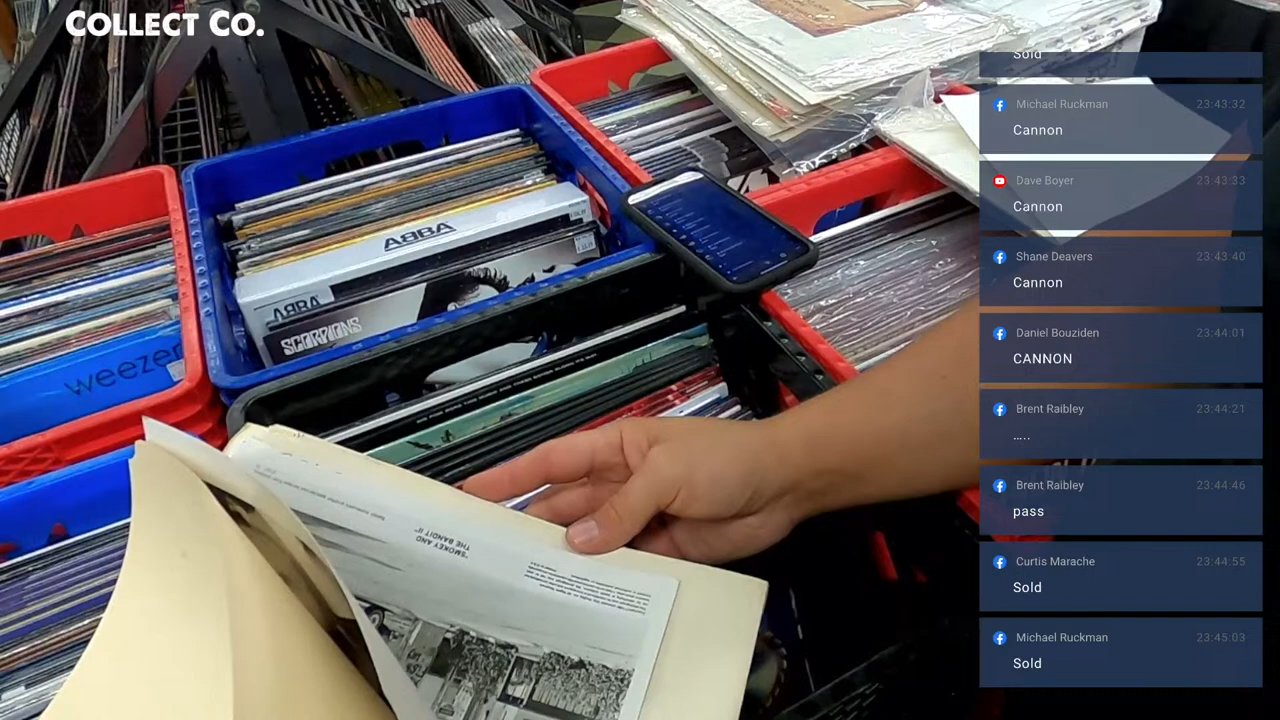 COLLECT CO.
Sold
Michael Ruckman 23:43:32
Cannon
Dave Boyer 23:43:33
Cannon
Shane Deavers 23:43:40
Cannon
Daniel Bouziden 23:44:01
CANNON
Brent Raibley 23:44:21
.....
Brent Raibley 23:44:46
pass
Curtis Marache 23:44:55
Sold
Michael Ruckman 23:45:03
Sold
ABBA
ABBA
SCORPIONS
weezer
"SMOKEY AND
THE BANDIT II"